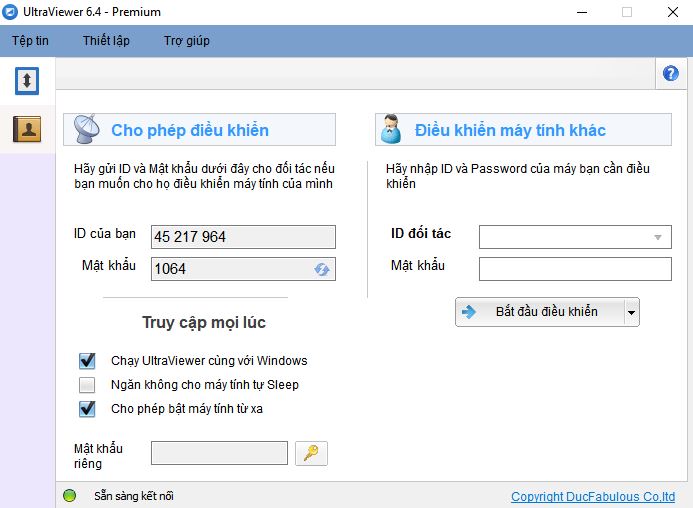 UltraViewer 6.4 - Premium
Tệp tin Thiết lập Trợ giúp
?
Cho phép điều khiển
Hãy gửi ID và Mật khẩu dưới đây cho đối tác nếu
bạn muốn cho họ điều khiển máy tính của mình
ID của bạn 45 217 964
Mật khẩu 1064
Truy cập mọi lúc
Chạy UltraViewer cùng với Windows
Ngăn không cho máy tính tự Sleep
Cho phép bật máy tính từ xa
Mật khẩu
riêng
Điều khiển máy tính khác
Hãy nhập ID và Password của máy bạn cần điều
khiển
ID đối tác
Mật khẩu
Bắt đầu điều khiển
Sẵn sàng kết nối
Copyright DucFabulous Co,ltd